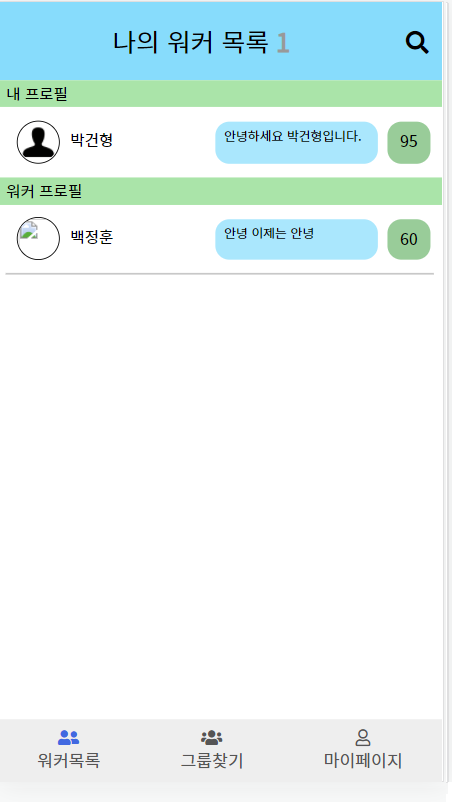 나의 워커 목록 1
내 프로필
박건형 안녕하세요 박건형입니다. 95
워커 프로필
백정훈 안녕 이제는 안녕 60
워커목록 그룹찾기 마이페이지